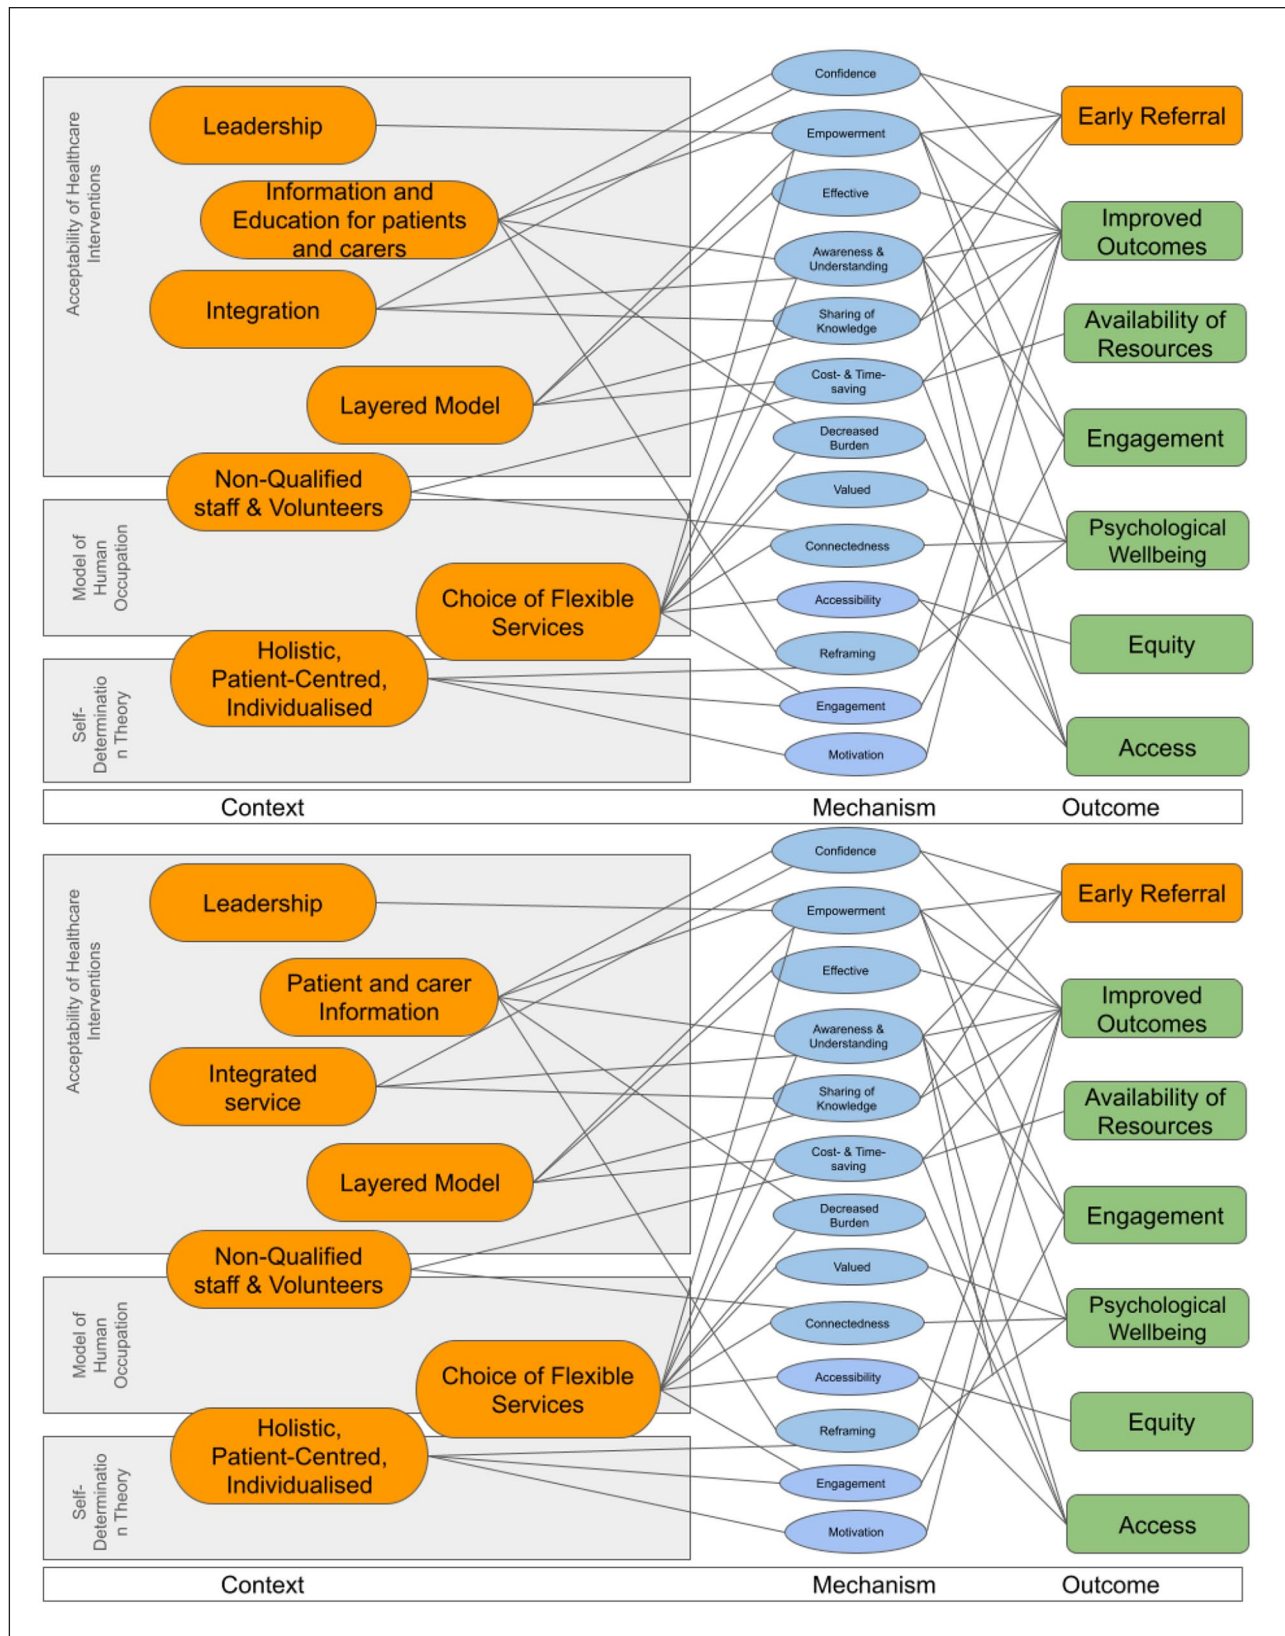 Acceptability of Healthcare
Interventions
Leadership
Information and
Education for patients
and carers
Integration
Layered Model
Non-Qualified
staff & Volunteers
Model of
Human
Occupation
Choice of Flexible
Services
Holistic,
Patient-Centred,
Individualised
Self-
Determinatio
n Theory
Confidence
Empowerment
Effective
Awareness &
Understanding
Sharing of
Knowledge
Cost- & Time-
saving
Decreased
Burden
Valued
Connectedness
Accessibility
Reframing
Engagement
Motivation
Early Referral
Improved
Outcomes
Availability of
Resources
Engagement
Psychological
Wellbeing
Equity
Access
Context
Mechanism
Outcome
Acceptability of Healthcare
Interventions
Leadership
Patient and carer
Information
Integrated
service
Layered Model
Non-Qualified
staff & Volunteers
Model of
Human
Occupation
Choice of Flexible
Services
Holistic,
Patient-Centred,
Individualised
Self-
Determinatio
n Theory
Confidence
Empowerment
Effective
Awareness &
Understanding
Sharing of
Knowledge
Cost- & Time-
saving
Decreased
Burden
Valued
Connectedness
Accessibility
Reframing
Engagement
Motivation
Early Referral
Improved
Outcomes
Availability of
Resources
Engagement
Psychological
Wellbeing
Equity
Access
Context
Mechanism
Outcome